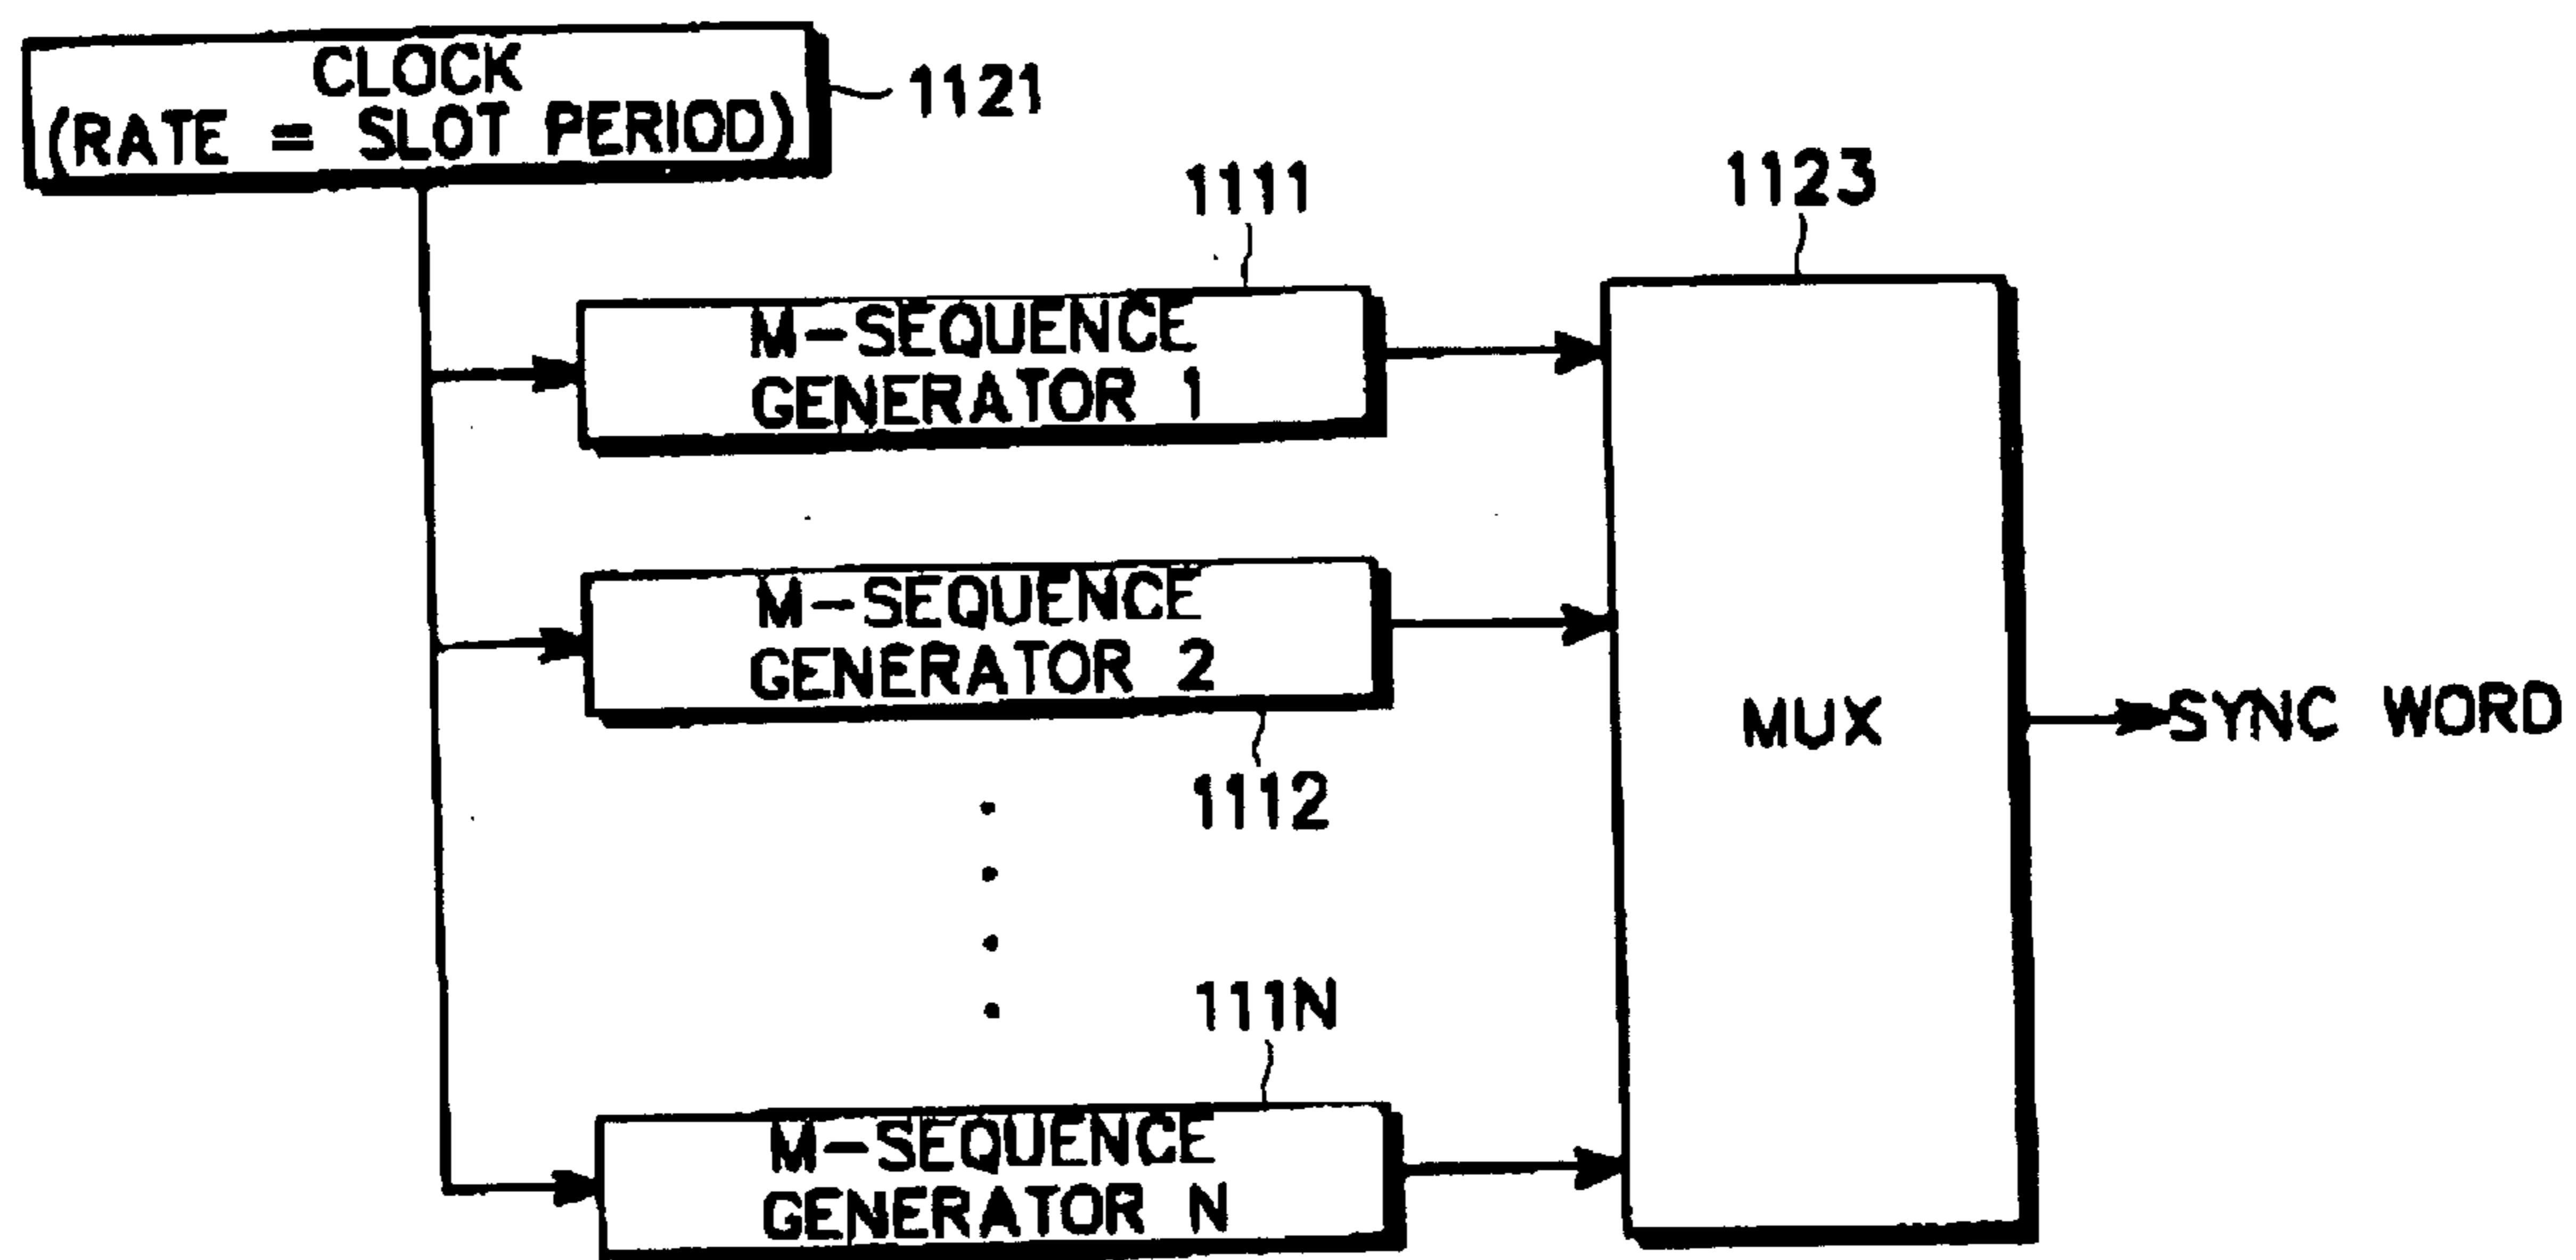 CLOCK
(RATE = SLOT PERIOD)
1121
1111
1123
M-SEQUENCE
GENERATOR 1
M-SEQUENCE
GENERATOR 2
1112
MUX
SYNC WORD
111N
M-SEQUENCE
GENERATOR N